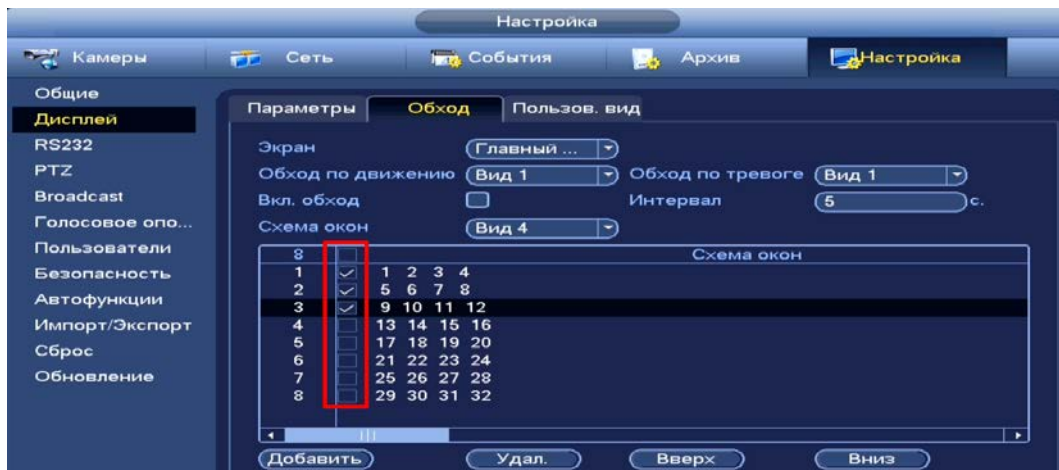 Настройка
Камеры Сеть События Архив Настройка
Общие
Дисплей
RS232
PTZ
Broadcast
Голосовое опо...
Пользователи
Безопасность
Автофункции
Импорт/Экспорт
Сброс
Обновление
Параметры Обход Пользов. вид
Экран Главный ...
Обход по движению Вид 1 Обход по тревоге Вид 1
Вкл. обход Интервал 5 с.
Схема окон Вид 4
8 Схема окон
1 1 2 3 4
2 5 6 7 8
3 9 10 11 12
4 13 14 15 16
5 17 18 19 20
6 21 22 23 24
7 25 26 27 28
8 29 30 31 32
Добавить Удал. Вверх Вниз